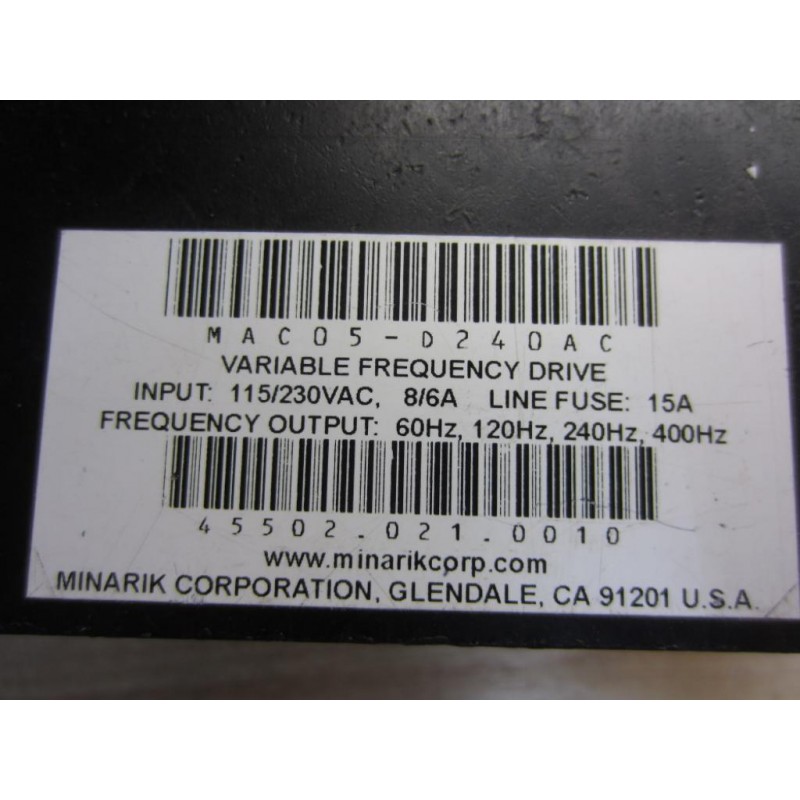 MAC05-D240AC
VARIABLE FREQUENCY DRIVE
INPUT: 115/230VAC, 8/6A LINE FUSE: 15A
FREQUENCY OUTPUT: 60Hz, 120Hz, 240Hz, 400Hz
45502.021.0010
www.minarikcorp.com
MINARIK CORPORATION, GLENDALE, CA 91201 U.S.A.